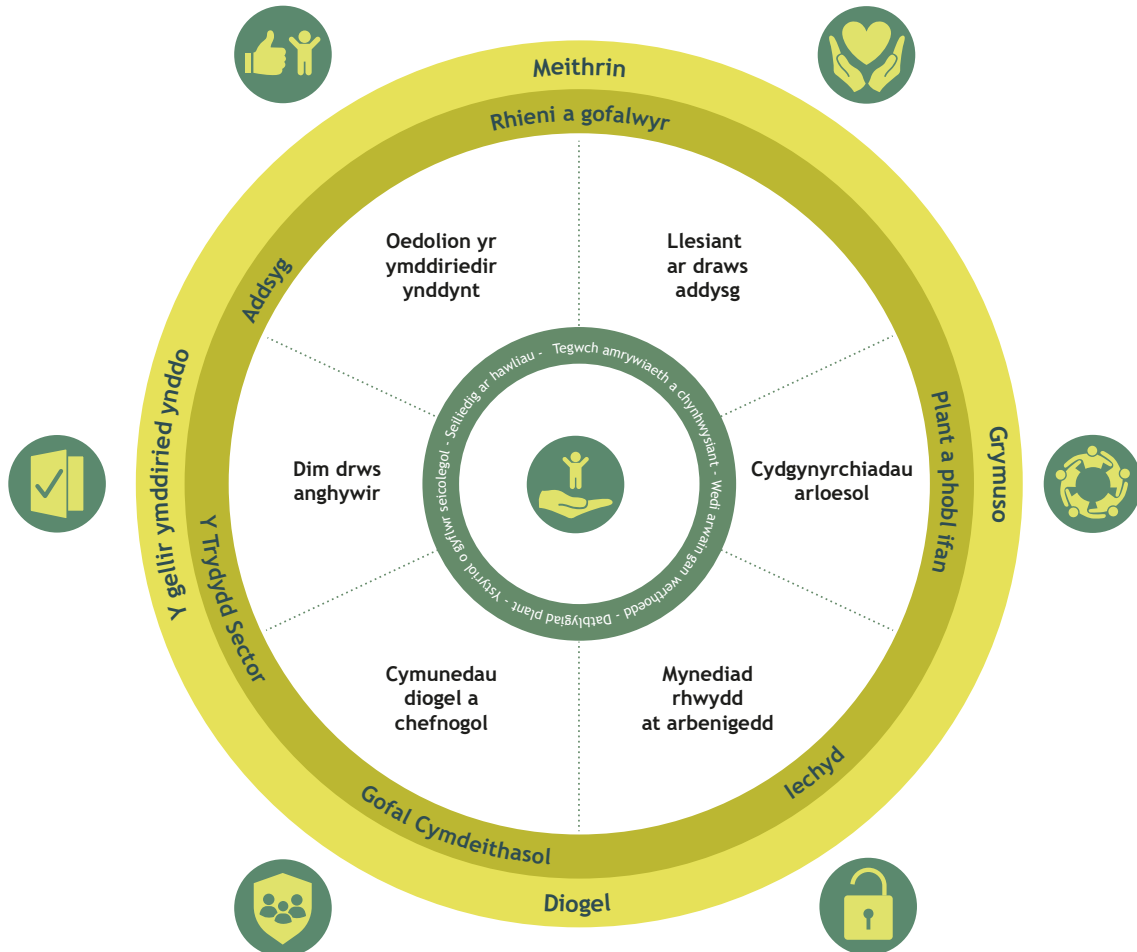 Meithrin
Rhieni a gofalwyr
Oedolion yr
ymddiriedir
ynddynt
Llesiant
ar draws
addysg
Addsyg
Tegwch amrywiaeth a chynhwysiant - Wedi arwain gan werthoedd - Datblygiad plant - Ystyriol o gyflwr seicolegol - Seiliedig ar hawliau -
Y gellir ymddiried ynddo
Dim drws
anghywir
Cydgynyrchiadau
arloesol
Plant a phobl ifan
Grymuso
Y Trydydd Sector
Cymunedau
diogel a
chefnogol
Mynediad
rhwydd
at arbenigedd
Iechyd
Gofal Cymdeithasol
Diogel